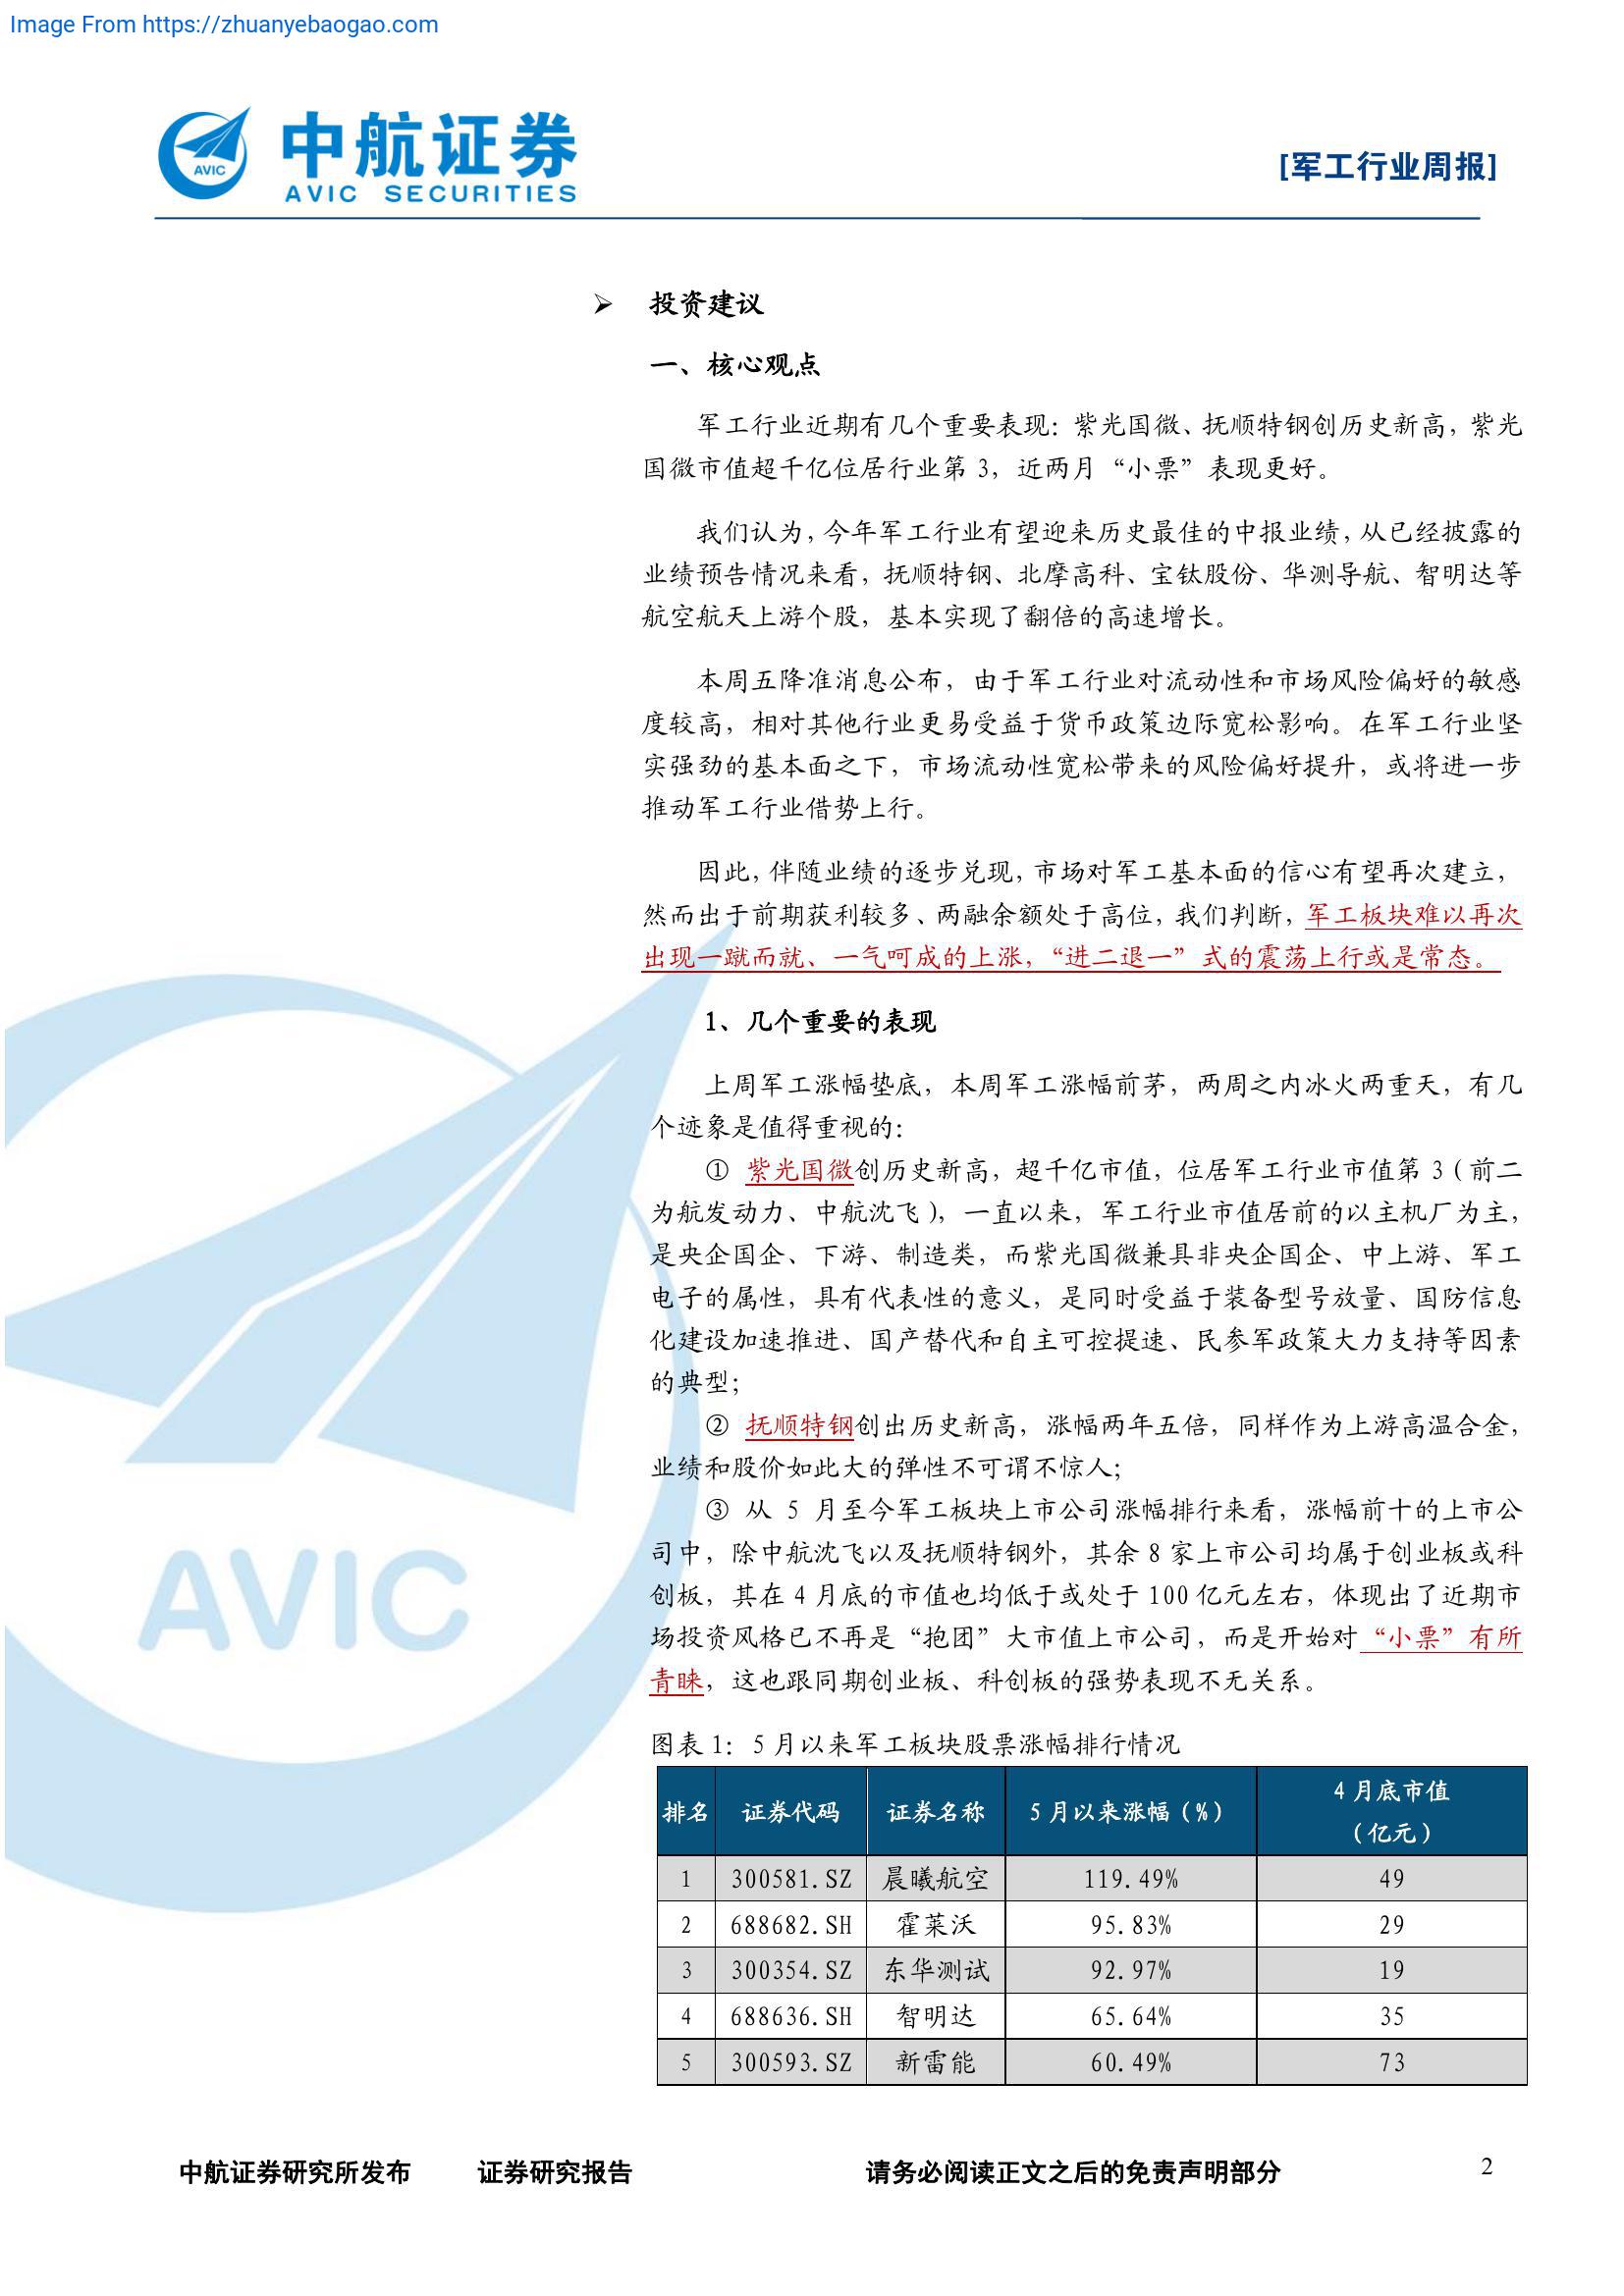 Image From https://zhuanyebaogao.com
AVIC
中航证券
AVIC SECURITIES
[军工行业周报]
➢ 投资建议
一、核心观点
军工行业近期有几个重要表现：紫光国微、抚顺特钢创历史新高，紫光
国微市值超千亿位居行业第 3，近两月“小票”表现更好。
我们认为，今年军工行业有望迎来历史最佳的中报业绩，从已经披露的
业绩预告情况来看，抚顺特钢、北摩高科、宝钛股份、华测导航、智明达等
航空航天上游个股，基本实现了翻倍的高速增长。
本周五降准消息公布，由于军工行业对流动性和市场风险偏好的敏感
度较高，相对其他行业更易受益于货币政策边际宽松影响。在军工行业坚
实强劲的基本面之下，市场流动性宽松带来的风险偏好提升，或将进一步
推动军工行业借势上行。
因此，伴随业绩的逐步兑现，市场对军工基本面的信心有望再次建立，
然而出于前期获利较多、两融余额处于高位，我们判断，军工板块难以再次
出现一蹴而就、一气呵成的上涨，“进二退一”式的震荡上行或是常态。
1、几个重要的表现
上周军工涨幅垫底，本周军工涨幅前茅，两周之内冰火两重天，有几
个迹象是值得重视的：
① 紫光国微创历史新高，超千亿市值，位居军工行业市值第 3（前二
为航发动力、中航沈飞），一直以来，军工行业市值居前的以主机厂为主，
是央企国企、下游、制造类，而紫光国微兼具非央企国企、中上游、军工
电子的属性，具有代表性的意义，是同时受益于装备型号放量、国防信息
化建设加速推进、国产替代和自主可控提速、民参军政策大力支持等因素
的典型；
② 抚顺特钢创出历史新高，涨幅两年五倍，同样作为上游高温合金，
业绩和股价如此大的弹性不可谓不惊人；
③ 从 5 月至今军工板块上市公司涨幅排行来看，涨幅前十的上市公
司中，除中航沈飞以及抚顺特钢外，其余 8 家上市公司均属于创业板或科
创板，其在 4 月底的市值也均低于或处于 100 亿元左右，体现出了近期市
场投资风格已不再是“抱团”大市值上市公司，而是开始对“小票”有所
青睐，这也跟同期创业板、科创板的强势表现不无关系。
AVIC
图表 1：5 月以来军工板块股票涨幅排行情况
排名 证券代码 证券名称 5 月以来涨幅（%） 4 月底市值（亿元）
1 300581.SZ 晨曦航空 119.49% 49
2 688682.SH 霍莱沃 95.83% 29
3 300354.SZ 东华测试 92.97% 19
4 688636.SH 智明达 65.64% 35
5 300593.SZ 新雷能 60.49% 73
中航证券研究所发布 证券研究报告 请务必阅读正文之后的免责声明部分 2